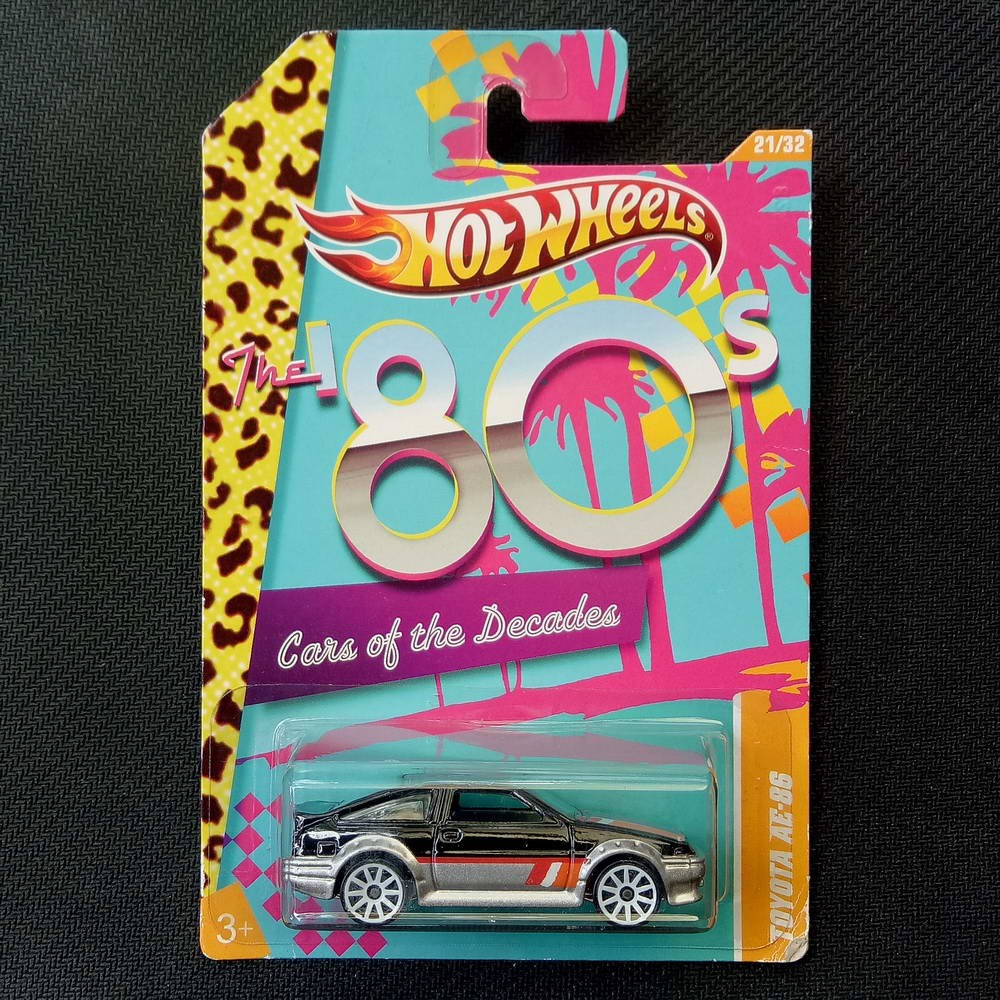 21/32
HOT WHEELS®
The '80s
Cars of the Decades
TOYOTA AE-86
3+